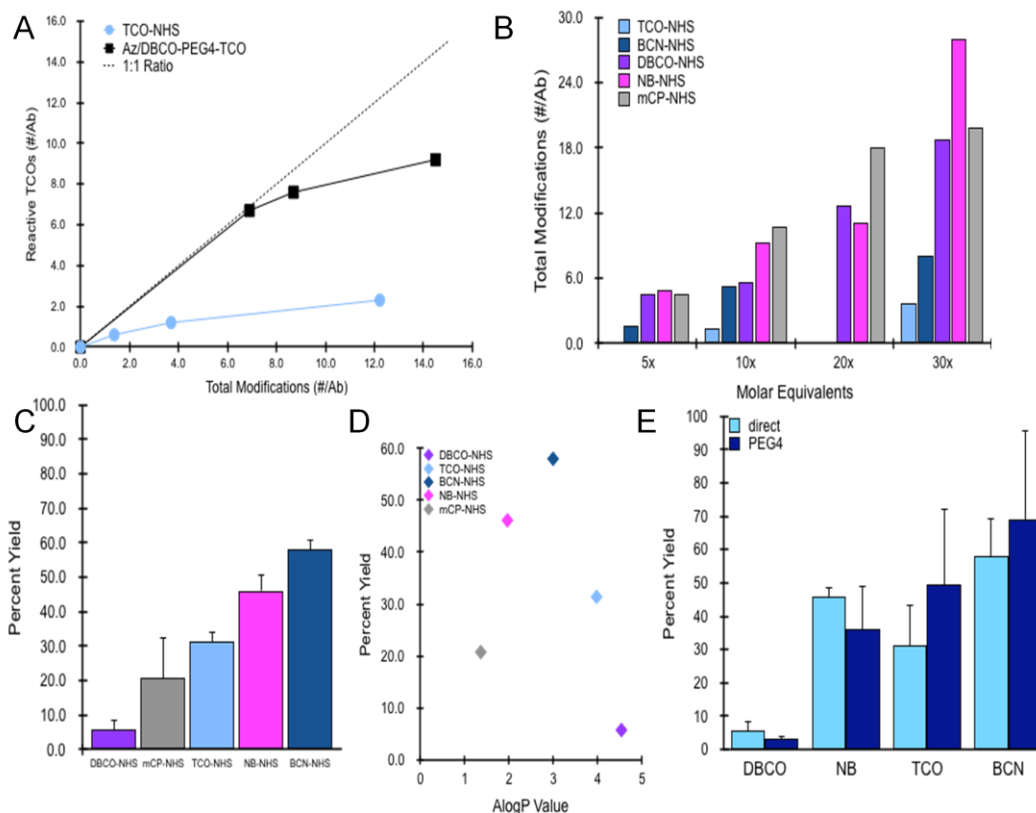 A
TCO-NHS
Az/DBCO-PEG4-TCO
1:1 Ratio
Reactive TCOs (#/Ab)
16.0
14.0
12.0
10.0
8.0
6.0
4.0
2.0
0.0
0.0 2.0 4.0 6.0 8.0 10.0 12.0 14.0 16.0
Total Modifications (#/Ab)
B
TCO-NHS
BCN-NHS
DBCO-NHS
NB-NHS
mCP-NHS
Total Modifications (#/Ab)
30.0
24.0
18.0
12.0
6.0
0.0
5x 10x 20x 30x
Molar Equivalents
C
Percent Yield
100.0
90.0
80.0
70.0
60.0
50.0
40.0
30.0
20.0
10.0
0.0
DBCO-NHS mCP-NHS TCO-NHS NB-NHS BCN-NHS
D
DBCO-NHS
TCO-NHS
BCN-NHS
NB-NHS
mCP-NHS
Percent Yield
60.0
50.0
40.0
30.0
20.0
10.0
0.0
0 1 2 3 4 5
AlogP Value
E
direct
PEG4
Percent Yield
100
90
80
70
60
50
40
30
20
10
0
DBCO NB TCO BCN